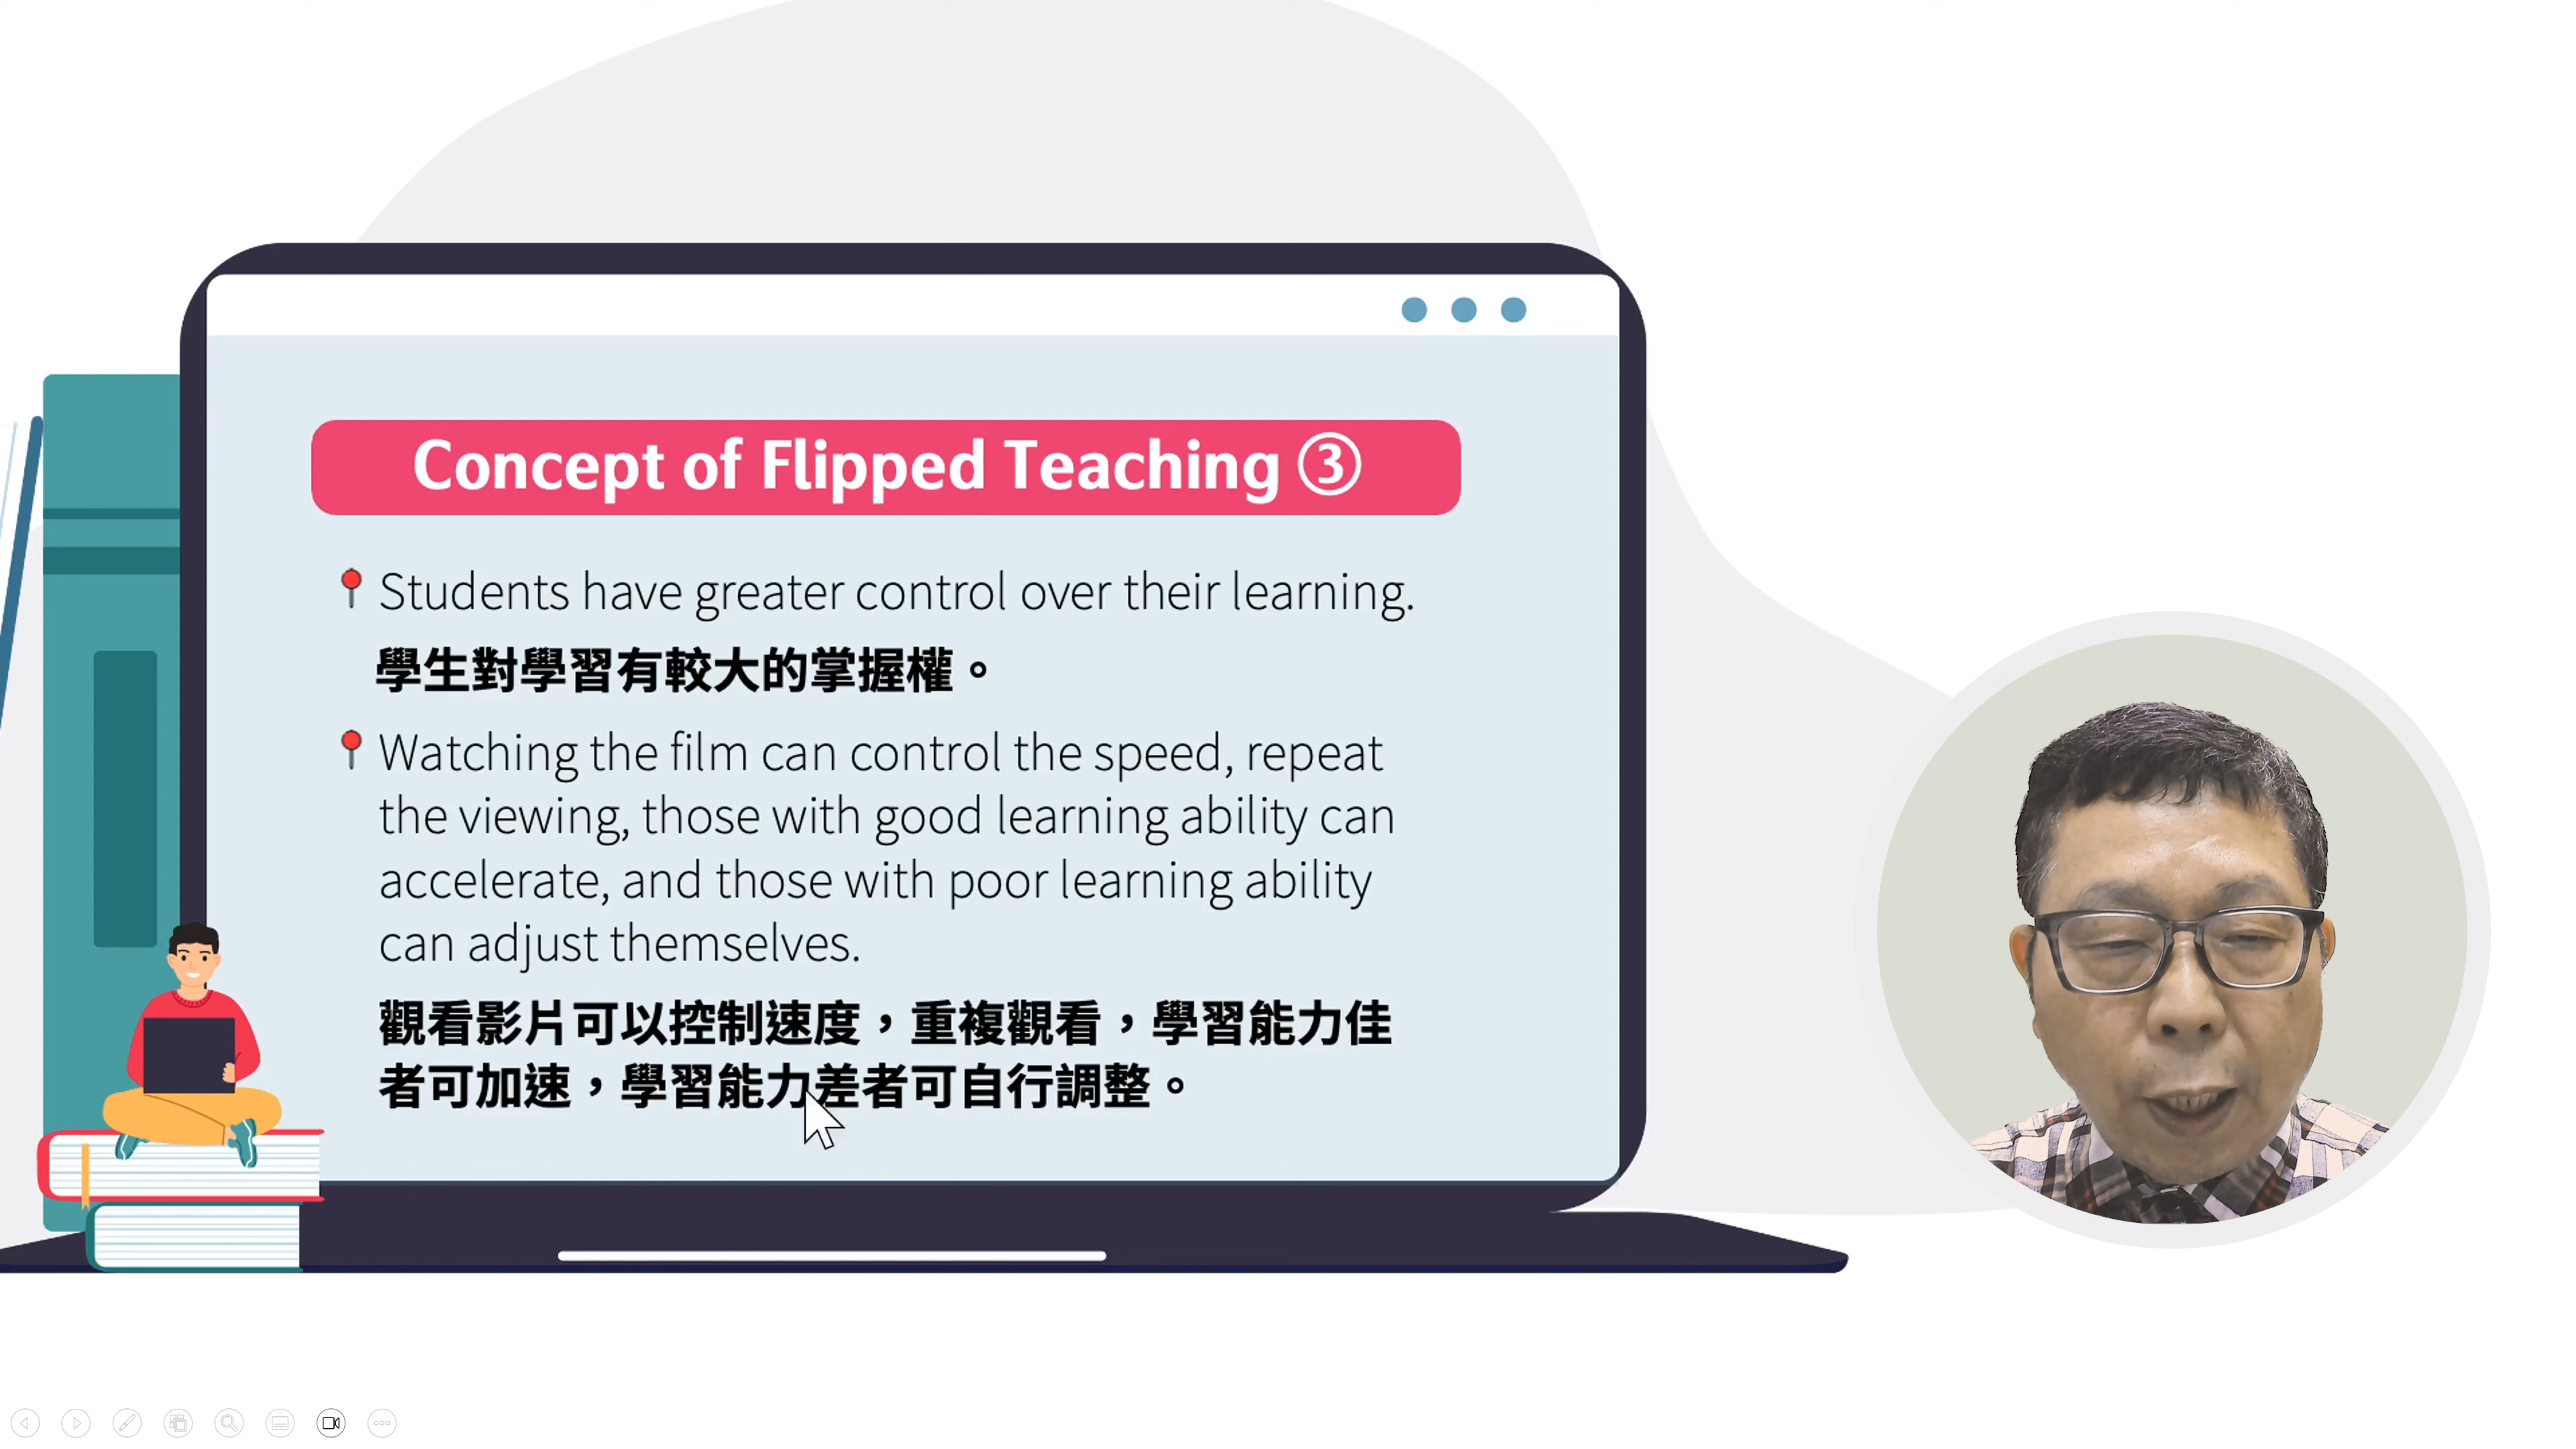 Concept of Flipped Teaching ③
Students have greater control over their learning.
學生對學習有較大的掌握權。
Watching the film can control the speed, repeat
the viewing, those with good learning ability can
accelerate, and those with poor learning ability
can adjust themselves.
觀看影片可以控制速度，重複觀看，學習能力佳
者可加速，學習能力差者可自行調整。